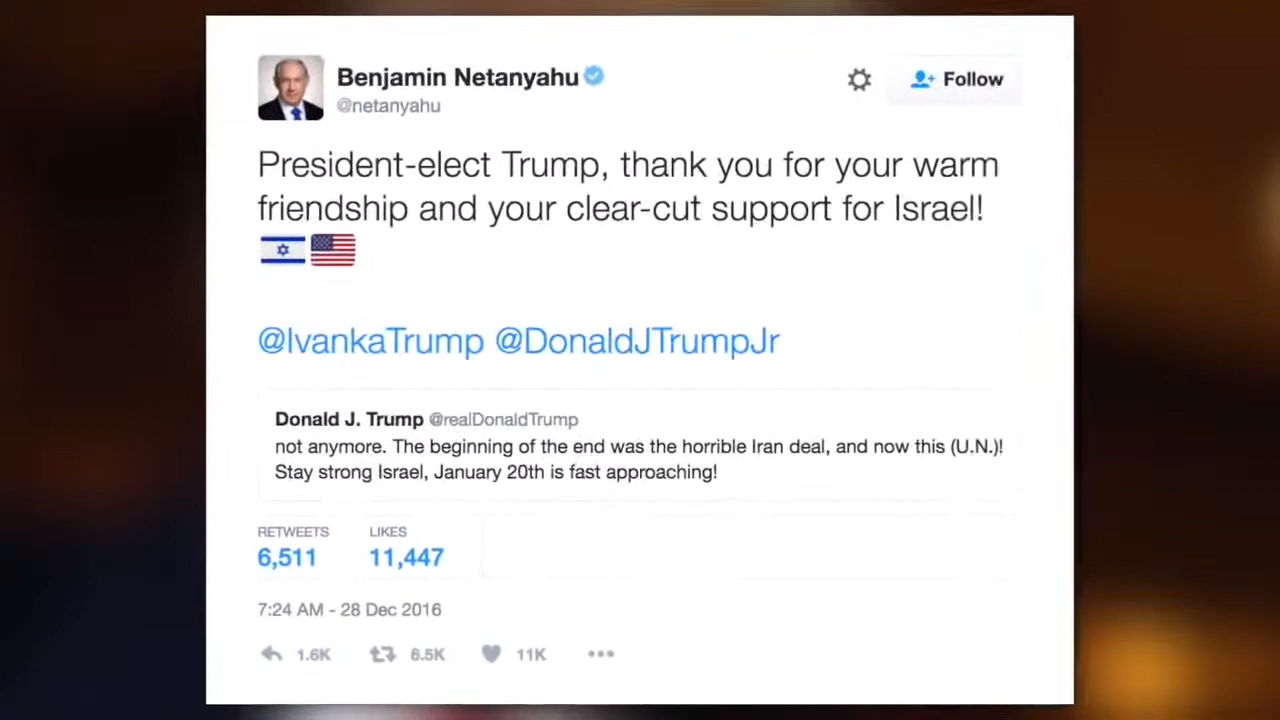 Benjamin Netanyahu
@netanyahu
Follow
President-elect Trump, thank you for your warm
friendship and your clear-cut support for Israel!
@IvankaTrump @DonaldJTrumpJr
Donald J. Trump @realDonaldTrump
not anymore. The beginning of the end was the horrible Iran deal, and now this (U.N.)!
Stay strong Israel, January 20th is fast approaching!
RETWEETS LIKES
6,511 11,447
7:24 AM - 28 Dec 2016
1.6K 6.5K 11K